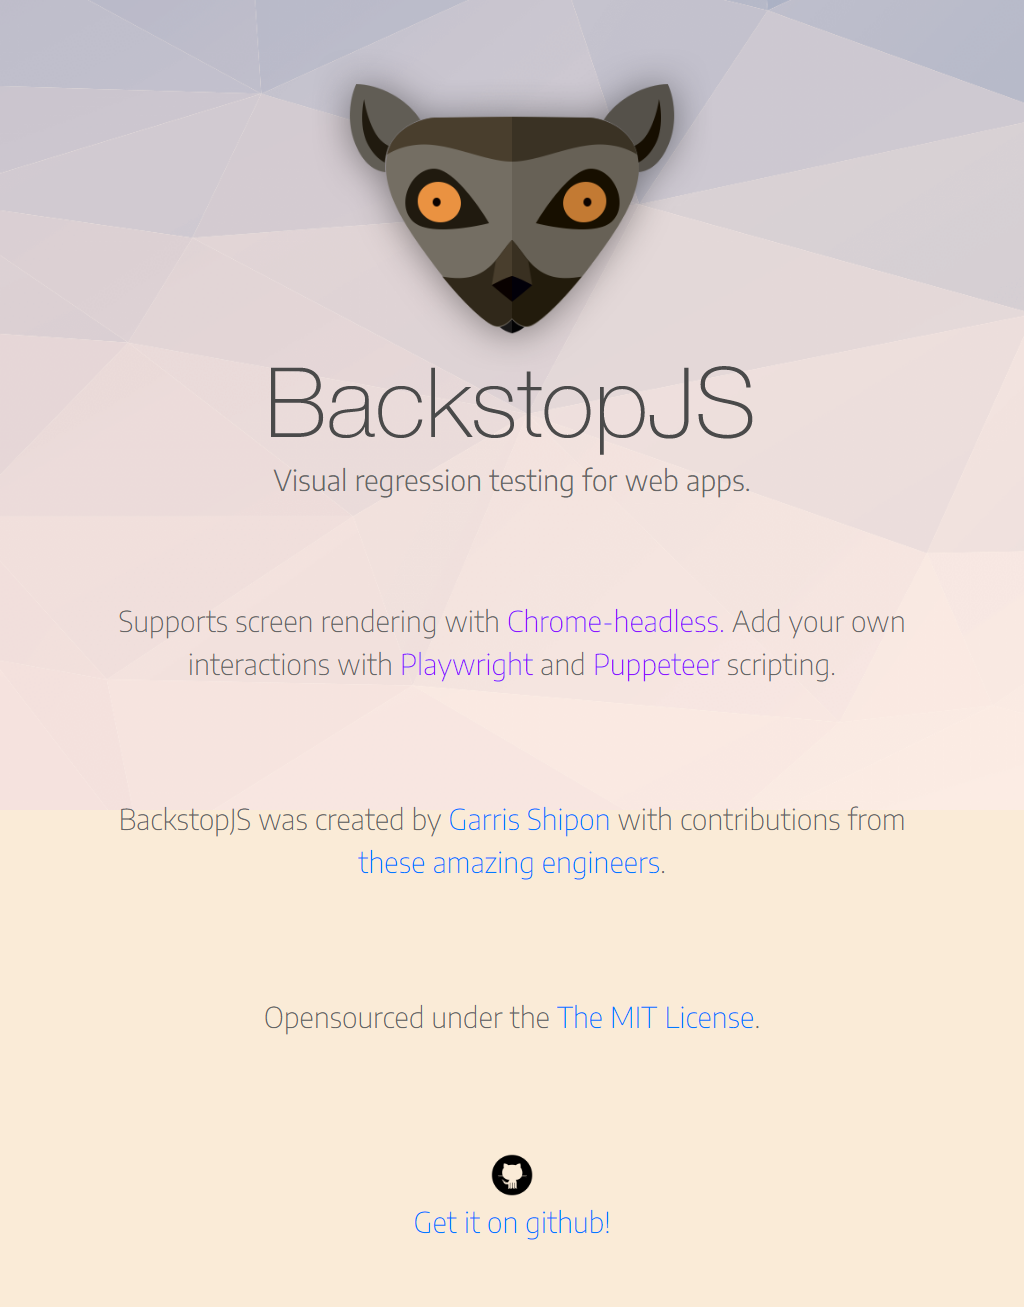 BackstopJS
Visual regression testing for web apps.
Supports screen rendering with Chrome-headless. Add your own
interactions with Playwright and Puppeteer scripting.
BackstopJS was created by Garris Shipon with contributions from
these amazing engineers.
Opensourced under the The MIT License.
Get it on github!